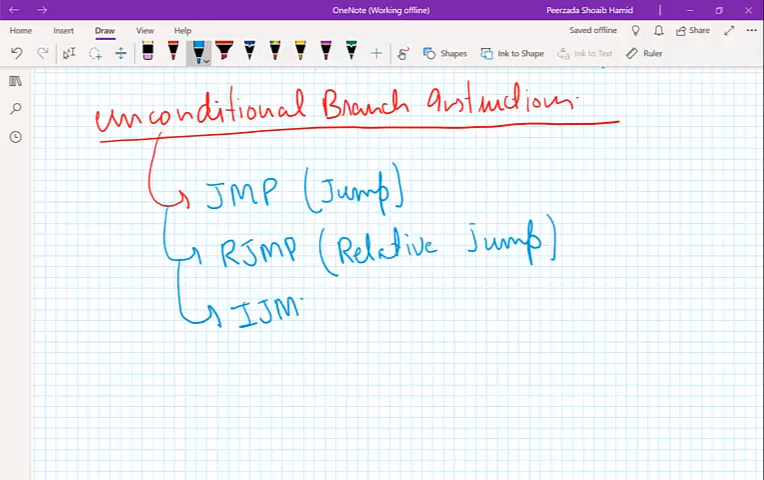 OneNote (Working offline)
Peerzada Shoaib Hamid
Home Insert Draw View Help
Saved offline Share
Shapes Ink to Shape Ink to Text Ruler
Unconditional Branch Instructions.
JMP (Jump)
RJMP (Relative Jump)
IJM